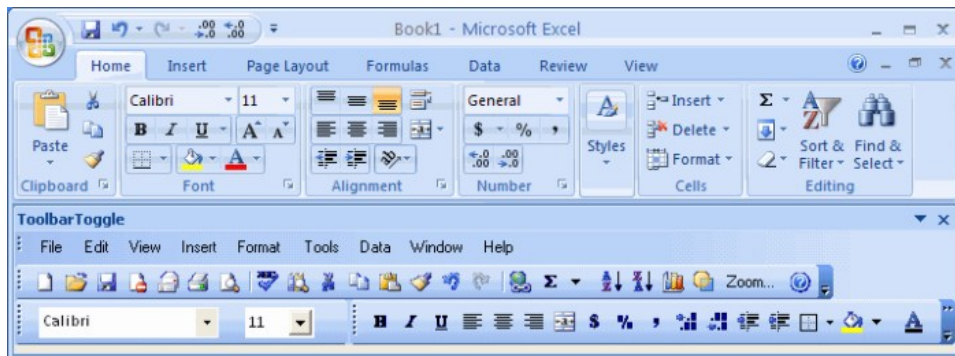 Book1 - Microsoft Excel
Home Insert Page Layout Formulas Data Review View
Calibri 11 General Insert Σ
B I U A A $ % , Delete
Paste Styles Sort & Find &
A Format Filter Select
Clipboard Font Alignment Number Cells Editing
ToolbarToggle
File Edit View Insert Format Tools Data Window Help
Σ Zoom...
Calibri 11 B I U $ % , A